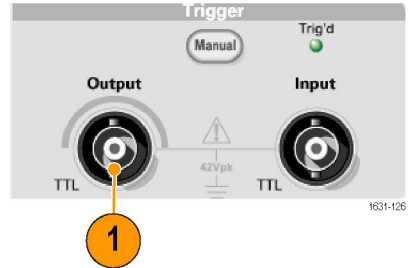 Trigger
Manual
Trig'd
Output
Input
42Vpk
TTL
TTL
1631-126
1